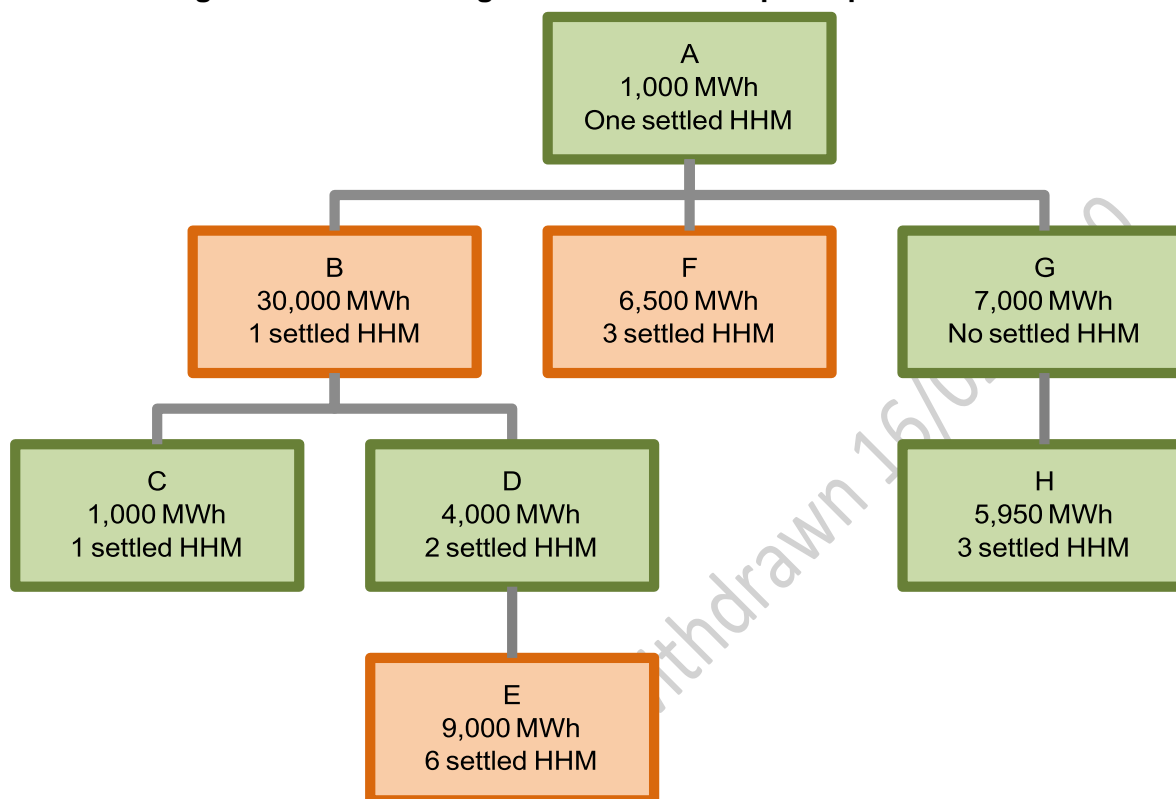 A
1,000 MWh
One settled HHM
B
30,000 MWh
1 settled HHM
F
6,500 MWh
3 settled HHM
G
7,000 MWh
No settled HHM
C
1,000 MWh
1 settled HHM
D
4,000 MWh
2 settled HHM
H
5,950 MWh
3 settled HHM
E
9,000 MWh
6 settled HHM